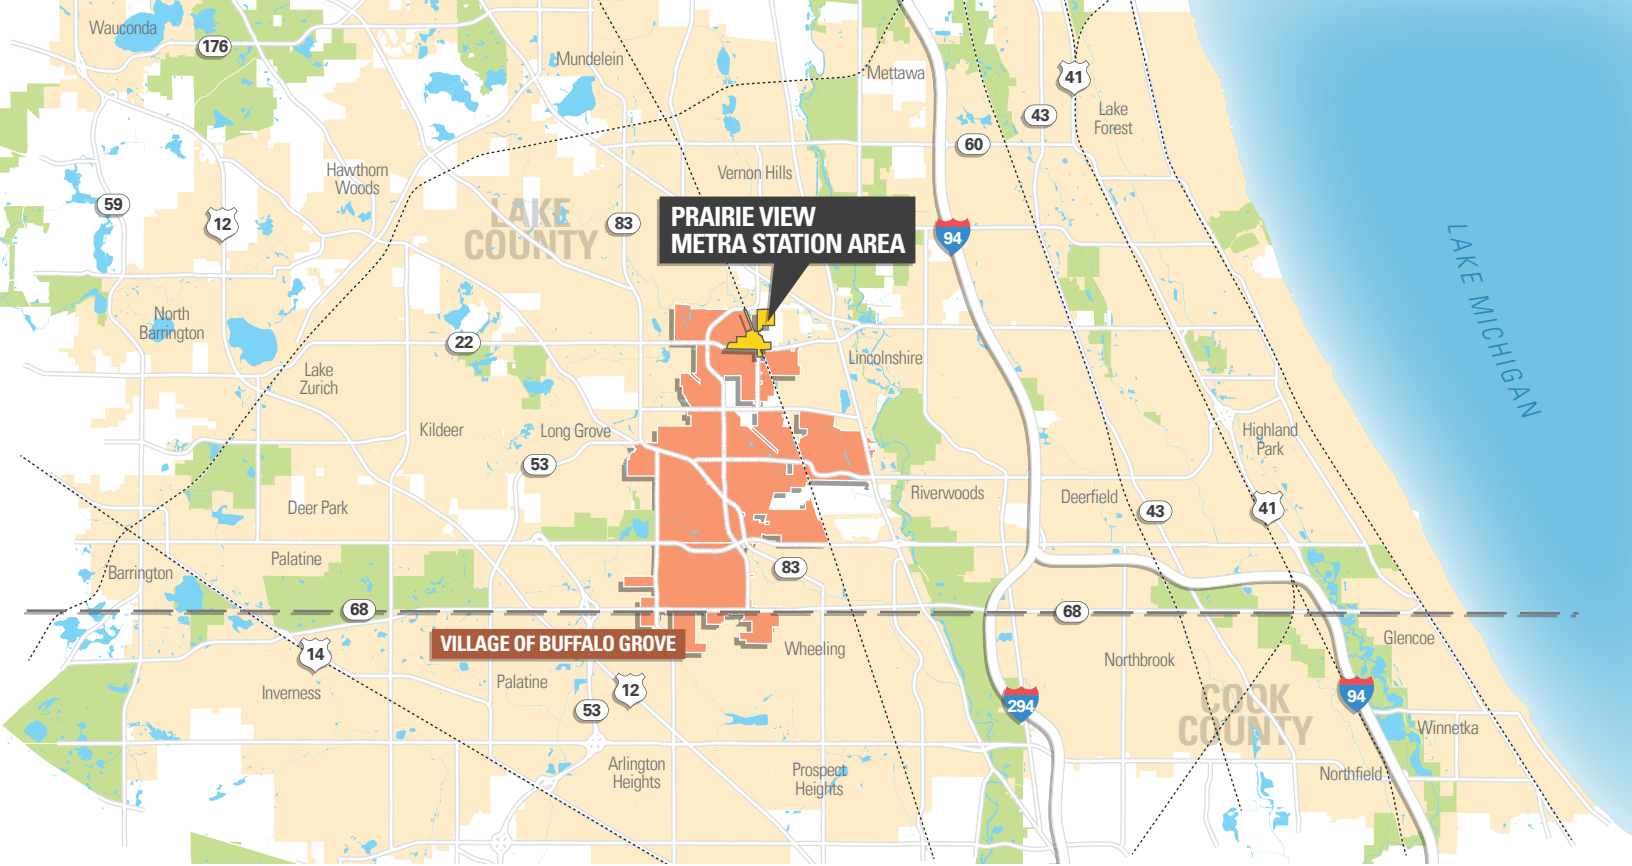 Wauconda
176
Mundelein
Mettawa
41
43
Lake
Forest
60
Hawthorn
Woods
Vernon Hills
59
12
LAKE
COUNTY
83
PRAIRIE VIEW
METRA STATION AREA
94
LAKE MICHIGAN
North
Barrington
22
Lake
Zurich
Lincolnshire
Kildeer
Long Grove
53
Highland
Park
Riverwoods
Deerfield
43
41
Deer Park
Palatine
Barrington
83
68
68
14
VILLAGE OF BUFFALO GROVE
Wheeling
Glencoe
Northbrook
Inverness
Palatine
12
53
294
COOK
COUNTY
94
Winnetka
Arlington
Heights
Prospect
Heights
Northfield